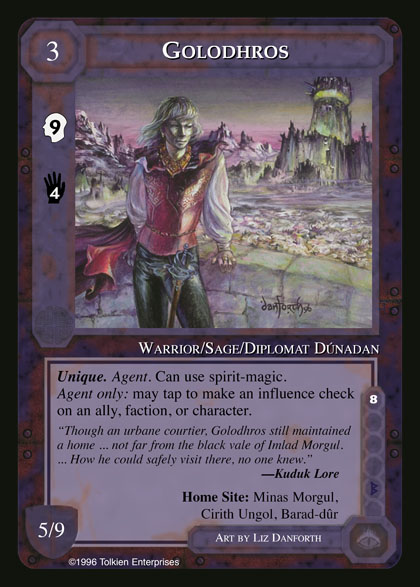 3
GOLODHROS
9
4
danforth96
WARRIOR/SAGE/DIPLOMAT DÚNADAN
Unique. Agent. Can use spirit-magic.
Agent only: may tap to make an influence check
on an ally, faction, or character.
8
“Though an urbane courtier, Golodhros still maintained
a home ... not far from the black vale of Imlad Morgul.
... How he could safely visit there, no one knew.”
—Kuduk Lore
Home Site: Minas Morgul,
Cirith Ungol, Barad-dûr
5/9
ART BY LIZ DANFORTH
©1996 Tolkien Enterprises